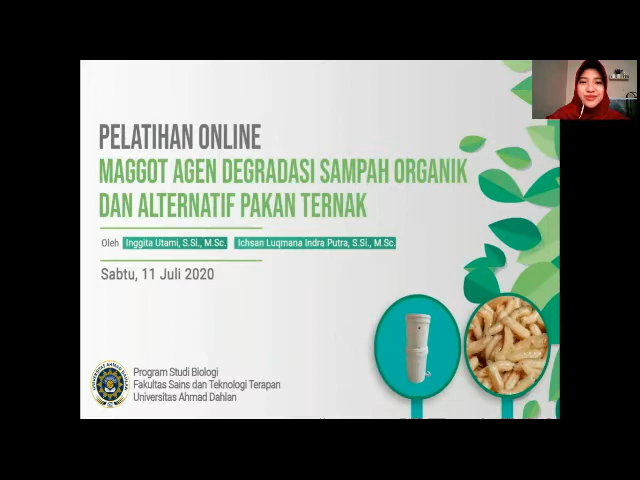 PELATIHAN ONLINE
MAGGOT AGEN DEGRADASI SAMPAH ORGANIK
DAN ALTERNATIF PAKAN TERNAK
Oleh Inggita Utami, S.Si., M.Sc. Ichsan Luqmana Indra Putra, S.Si., M.Sc.
Sabtu, 11 Juli 2020
Program Studi Biologi
Fakultas Sains dan Teknologi Terapan
Universitas Ahmad Dahlan